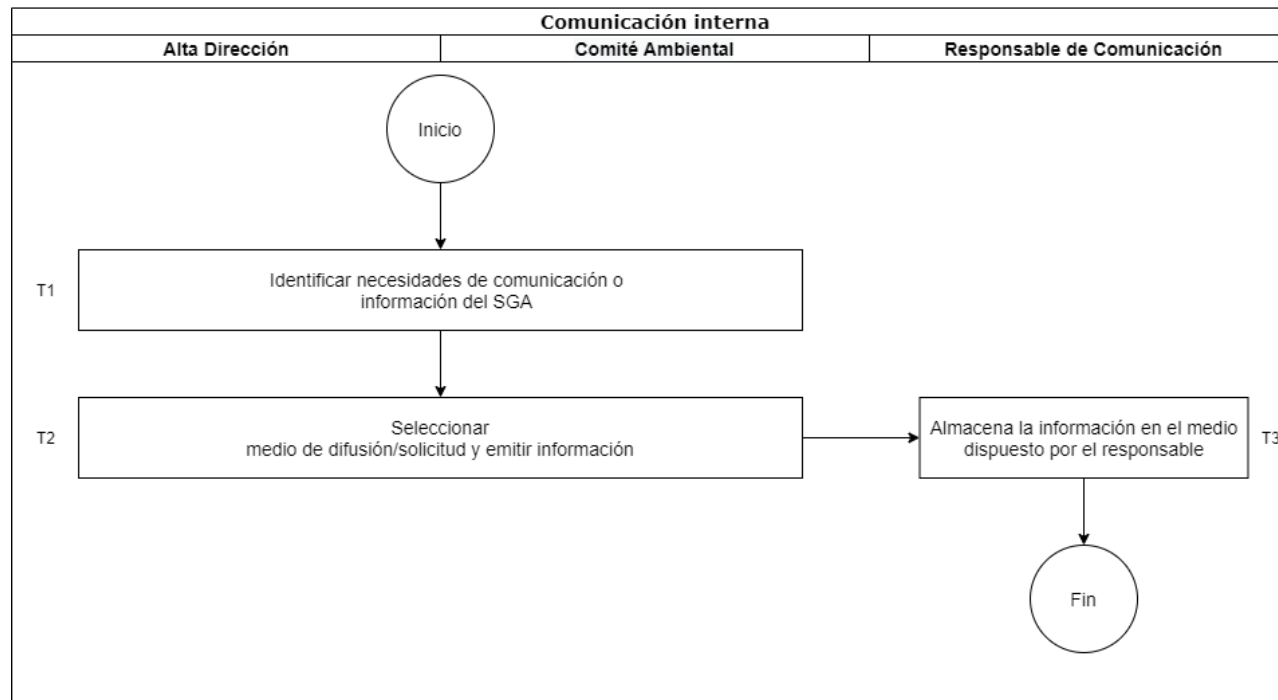 Comunicación interna
Alta Dirección
Comité Ambiental
Responsable de Comunicación
Inicio
T1
Identificar necesidades de comunicación o
información del SGA
T2
Seleccionar
medio de difusión/solicitud y emitir información
Almacena la información en el medio
dispuesto por el responsable
T3
Fin